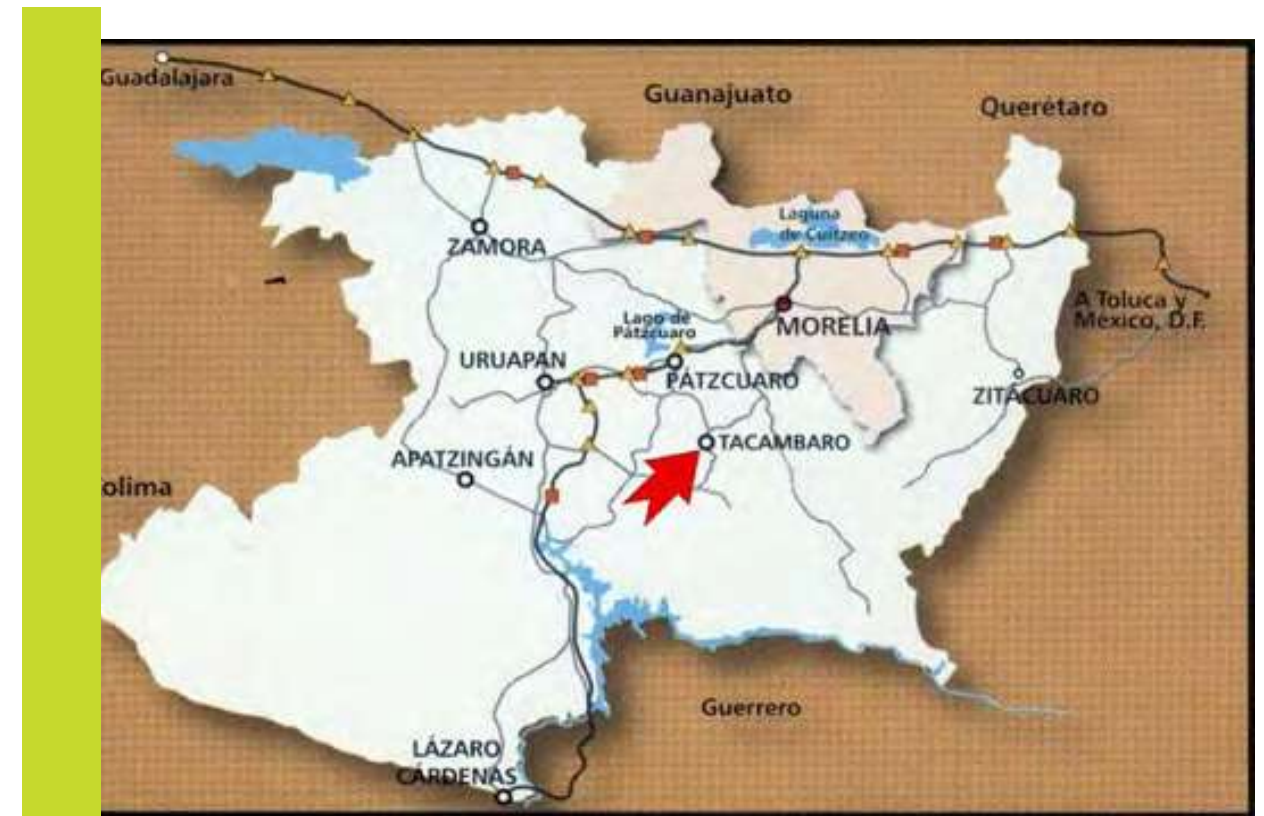 Guadalajara
Guanajuato
Querétaro
Laguna
de Cuitzeo
ZAMORA
A Toluca y
Mexico, D.F.
Lago de
Pátzcuaro
MORELIA
URUAPAN
PÁTZCUARO
ZITÁCUARO
TACAMBARO
APATZINGÁN
olima
Guerrero
LÁZARO
CÁRDENAS